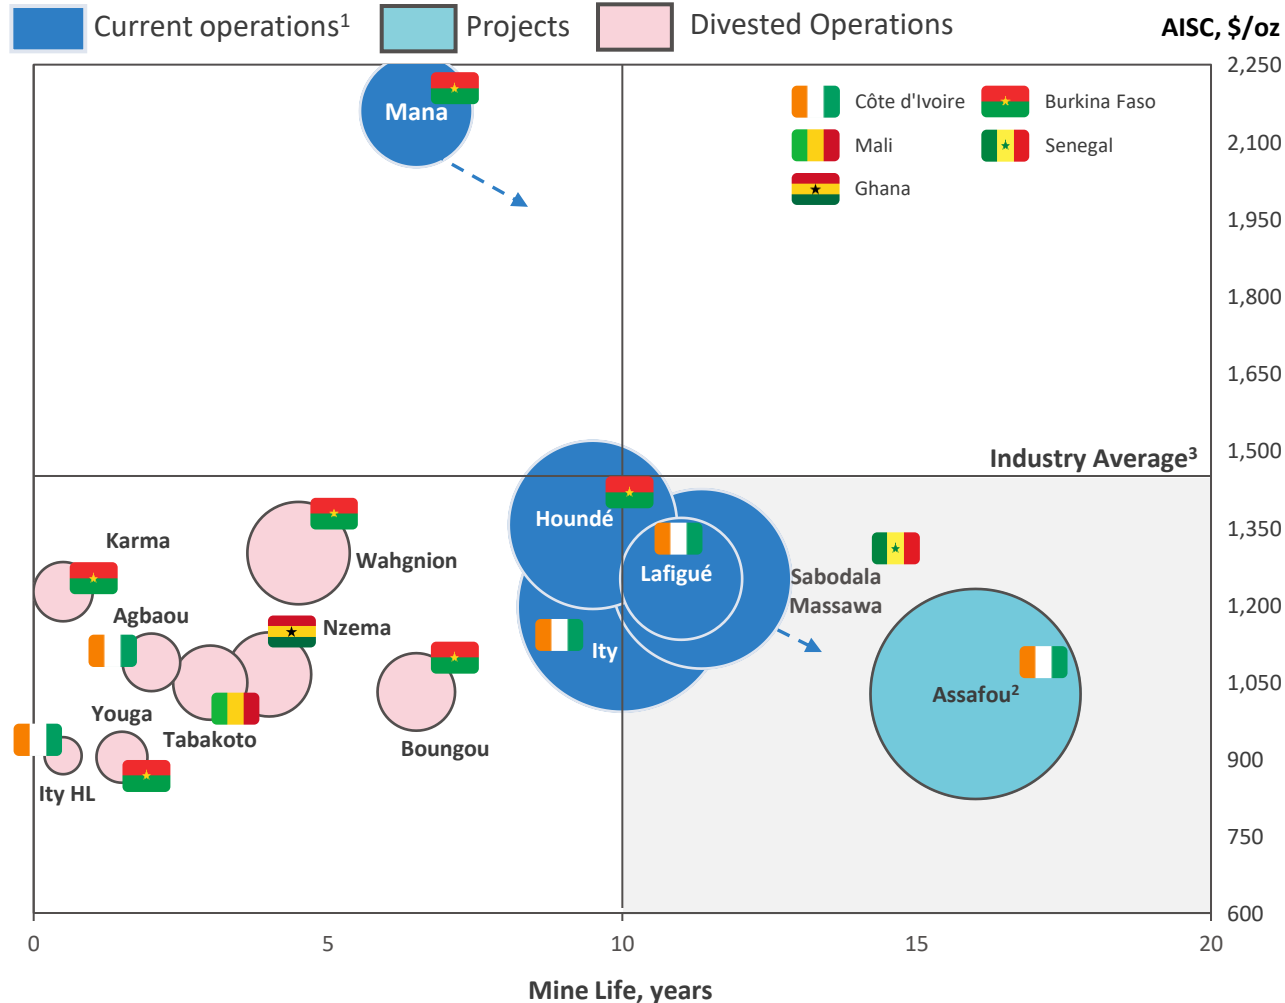 Current operations¹
Projects
Divested Operations
AISC, $/oz
2,250
2,100
1,950
1,800
1,650
1,500
1,350
1,200
1,050
900
750
600
Côte d'Ivoire
Burkina Faso
Mali
Senegal
Ghana
Mana
Industry Average³
Houndé
Lafigué
Ity
Sabodala
Massawa
Assafou²
Karma
Wahgnion
Agbaou
Nzema
Youga
Tabakoto
Boungou
Ity HL
0
5
10
15
20
Mine Life, years